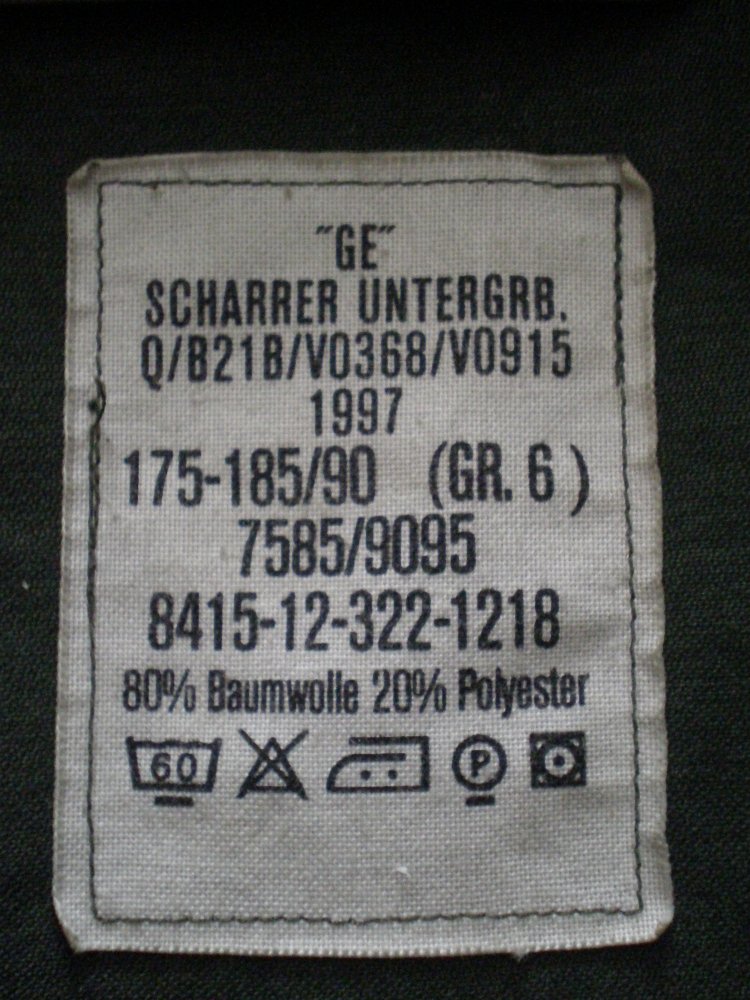 "GE"
SCHARRER UNTERGRB.
Q/B21B/V0368/V0915
1997
175-185/90 (GR. 6 )
7585/9095
8415-12-322-1218
80% Baumwolle 20% Polyester
60 P